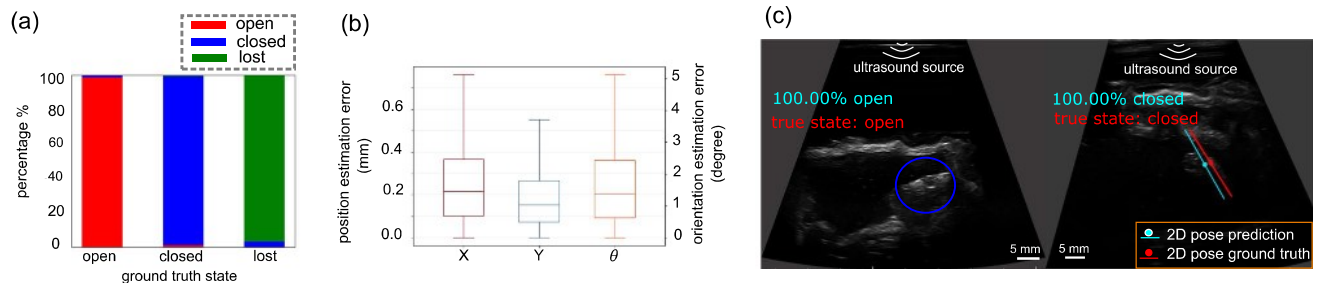 (a)
open
closed
lost
100
80
60
40
20
0
percentage %
open closed lost
ground truth state
(b)
0.6
0.4
0.2
0.0
position estimation error
(mm)
5
4
3
2
1
0
orientation estimation error
(degree)
X Y θ
(c)
ultrasound source
100.00% open
true state: open
5 mm
ultrasound source
100.00% closed
true state: closed
5 mm
2D pose prediction
2D pose ground truth